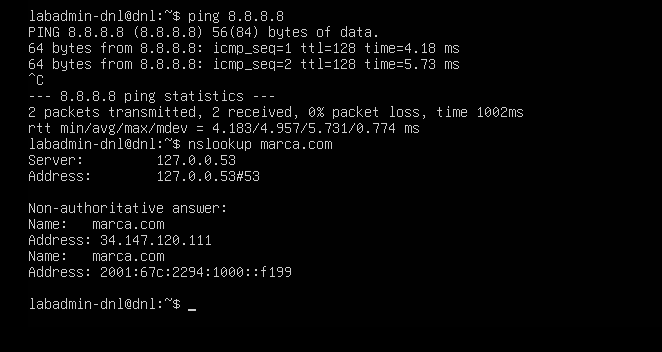 labadmin-dnl@dnl:~$ ping 8.8.8.8
PING 8.8.8.8 (8.8.8.8) 56(84) bytes of data.
64 bytes from 8.8.8.8: icmp_seq=1 ttl=128 time=4.18 ms
64 bytes from 8.8.8.8: icmp_seq=2 ttl=128 time=5.73 ms
^C
--- 8.8.8.8 ping statistics ---
2 packets transmitted, 2 received, 0% packet loss, time 1002ms
rtt min/avg/max/mdev = 4.183/4.957/5.731/0.774 ms
labadmin-dnl@dnl:~$ nslookup marca.com
Server:         127.0.0.53
Address:        127.0.0.53#53

Non-authoritative answer:
Name:   marca.com
Address: 34.147.120.111
Name:   marca.com
Address: 2001:67c:2294:1000::f199

labadmin-dnl@dnl:~$ _